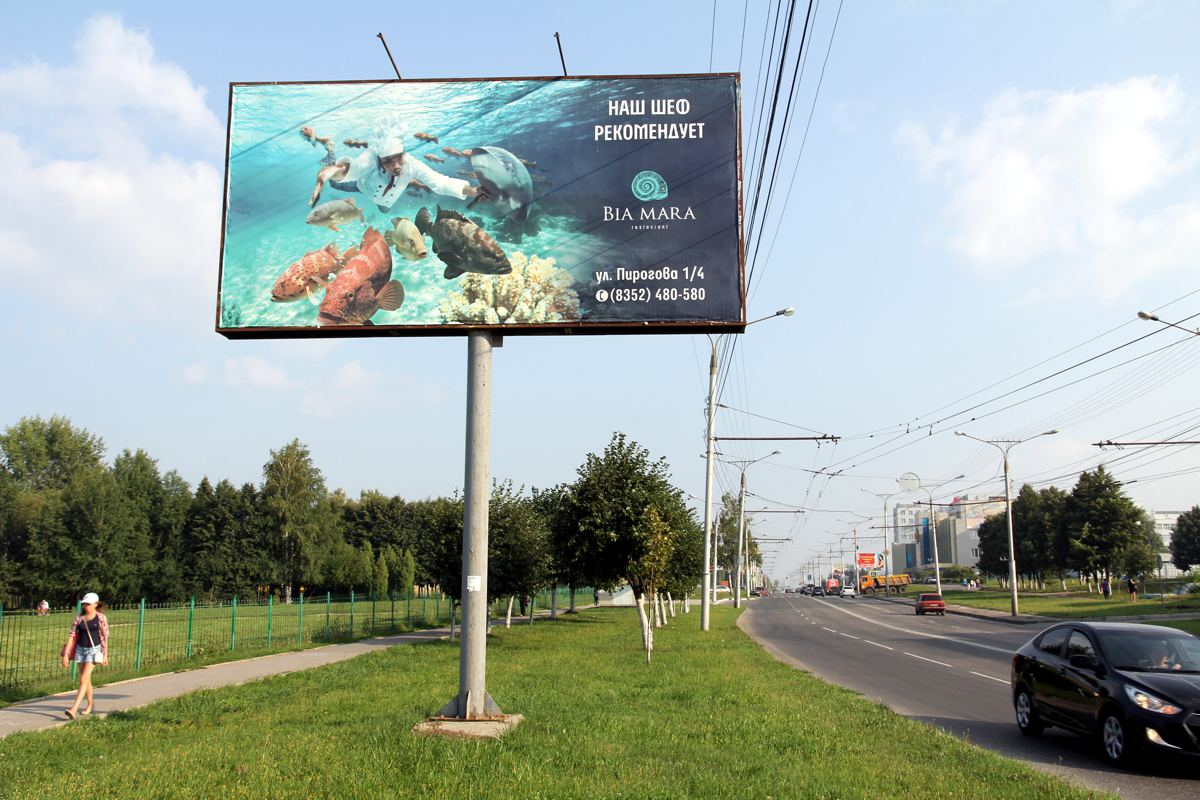 НАШ ШЕФ
РЕКОМЕНДУЕТ
BIA MARA
restaurant
ул. Пирогова 1/4
(8352) 480-580